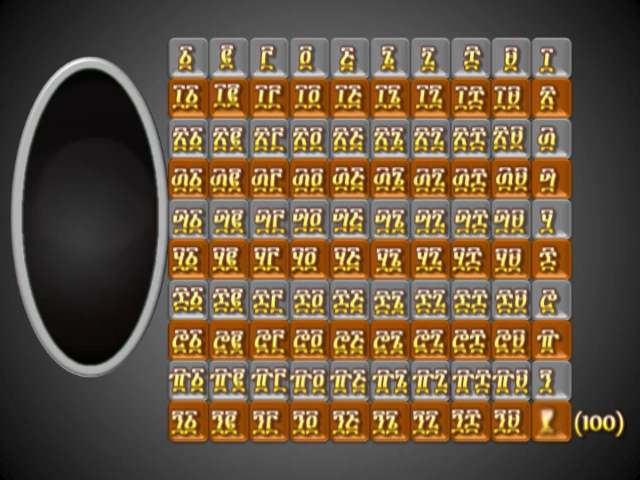 ፩ ፪ ፫ ፬ ፭ ፮ ፯ ፰ ፱ ፲
፲፩ ፲፪ ፲፫ ፲፬ ፲፭ ፲፮ ፲፯ ፲፰ ፲፱ ፳
፳፩ ፳፪ ፳፫ ፳፬ ፳፭ ፳፮ ፳፯ ፳፰ ፳፱ ፴
፴፩ ፴፪ ፴፫ ፴፬ ፴፭ ፴፮ ፴፯ ፴፰ ፴፱ ፵
፵፩ ፵፪ ፵፫ ፵፬ ፵፭ ፵፮ ፵፯ ፵፰ ፵፱ ፶
፶፩ ፶፪ ፶፫ ፶፬ ፶፭ ፶፮ ፶፯ ፶፰ ፶፱ ፷
፷፩ ፷፪ ፷፫ ፷፬ ፷፭ ፷፮ ፷፯ ፷፰ ፷፱ ፸
፸፩ ፸፪ ፸፫ ፸፬ ፸፭ ፸፮ ፸፯ ፸፰ ፸፱ ፹
፹፩ ፹፪ ፹፫ ፹፬ ፹፭ ፹፮ ፹፯ ፹፰ ፹፱ ፺
፺፩ ፺፪ ፺፫ ፺፬ ፺፭ ፺፮ ፺፯ ፺፰ ፺፱ ፻ (100)